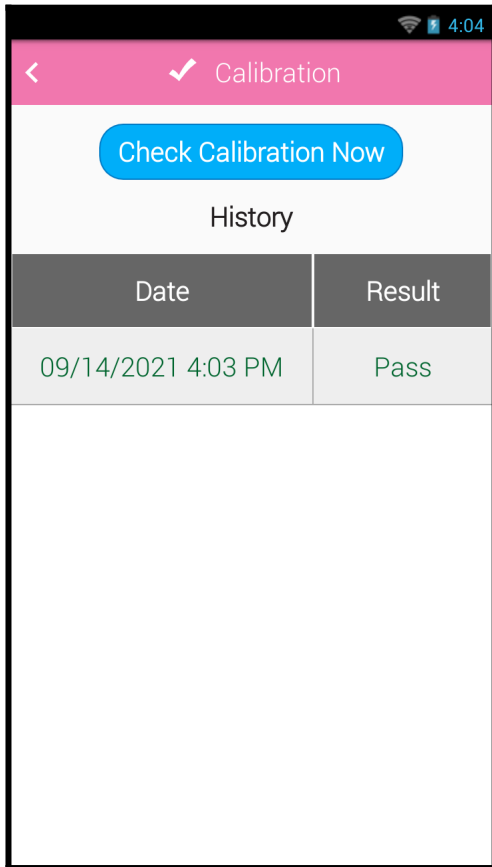 4:04
Calibration
Check Calibration Now
History
Date Result
09/14/2021 4:03 PM Pass